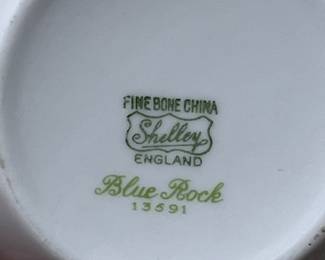 FINE BONE CHINA
Shelley
ENGLAND
Blue Rock
13591